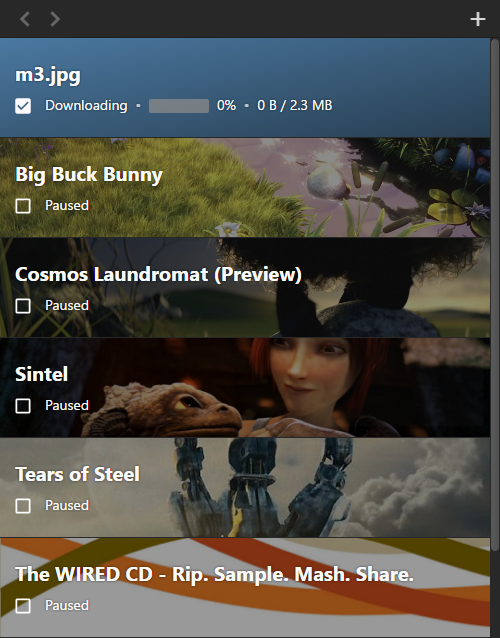 m3.jpg
Downloading • 0% • 0 B / 2.3 MB
Big Buck Bunny
Paused
Cosmos Laundromat (Preview)
Paused
Sintel
Paused
Tears of Steel
Paused
The WIRED CD - Rip. Sample. Mash. Share.
Paused